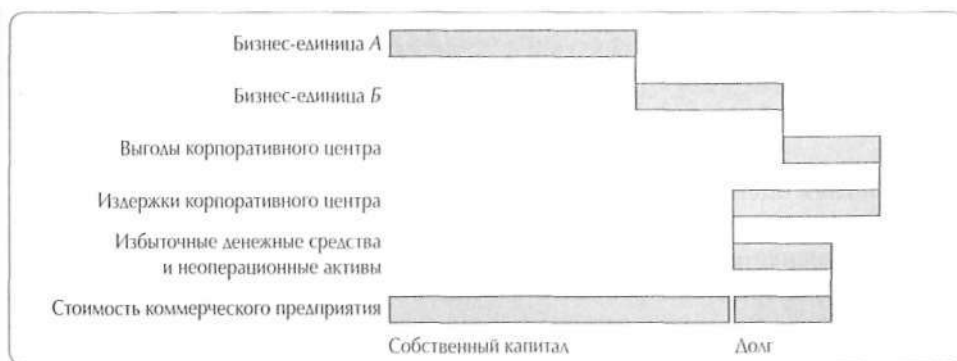 Бизнес-единица А
Бизнес-единица Б
Выгоды корпоративного центра
Издержки корпоративного центра
Избыточные денежные средства
и неоперационные активы
Стоимость коммерческого предприятия
Собственный капитал
Долг